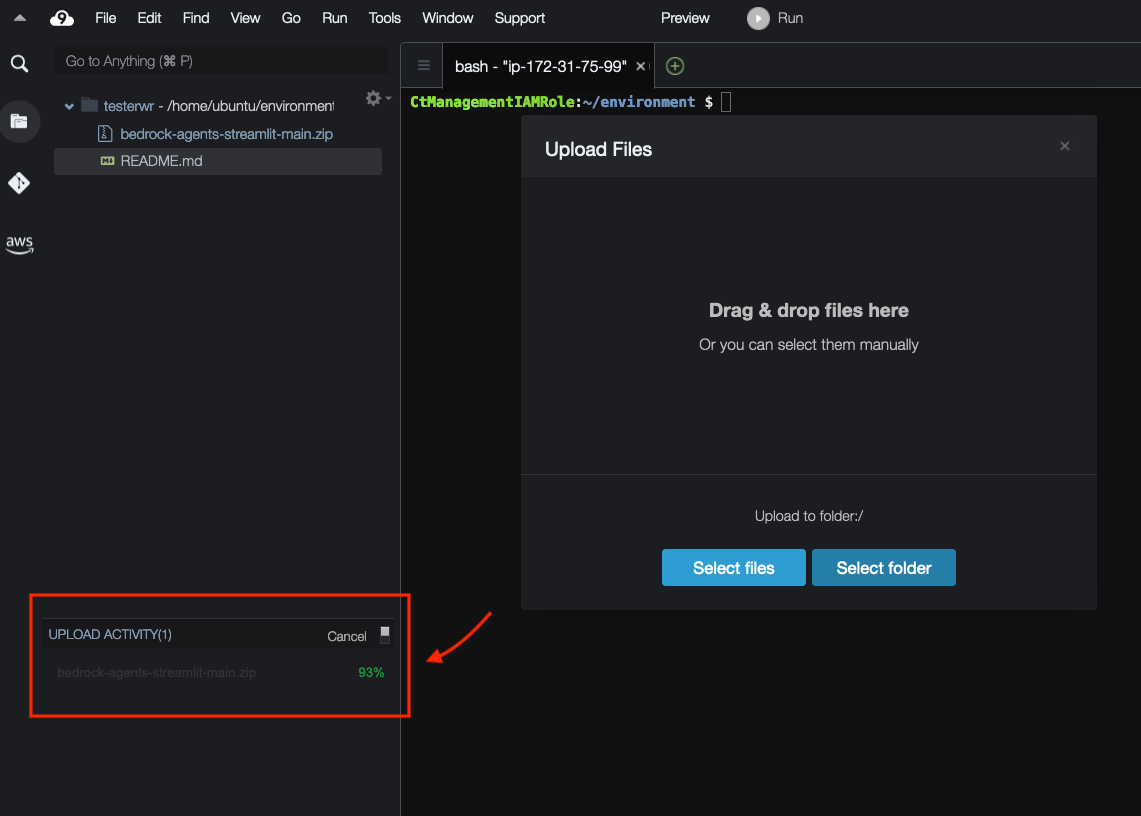 9 File Edit Find View Go Run Tools Window Support Preview Run
Go to Anything (⌘ P)
bash - "ip-172-31-75-99" ×
testerwr - /home/ubuntu/environment
CtManagementIAMRole:~/environment $
bedrock-agents-streamlit-main.zip
README.md
aws
Upload Files
Drag & drop files here
Or you can select them manually
Upload to folder:/
Select files Select folder
UPLOAD ACTIVITY(1) Cancel
bedrock-agents-streamlit-main.zip 93%